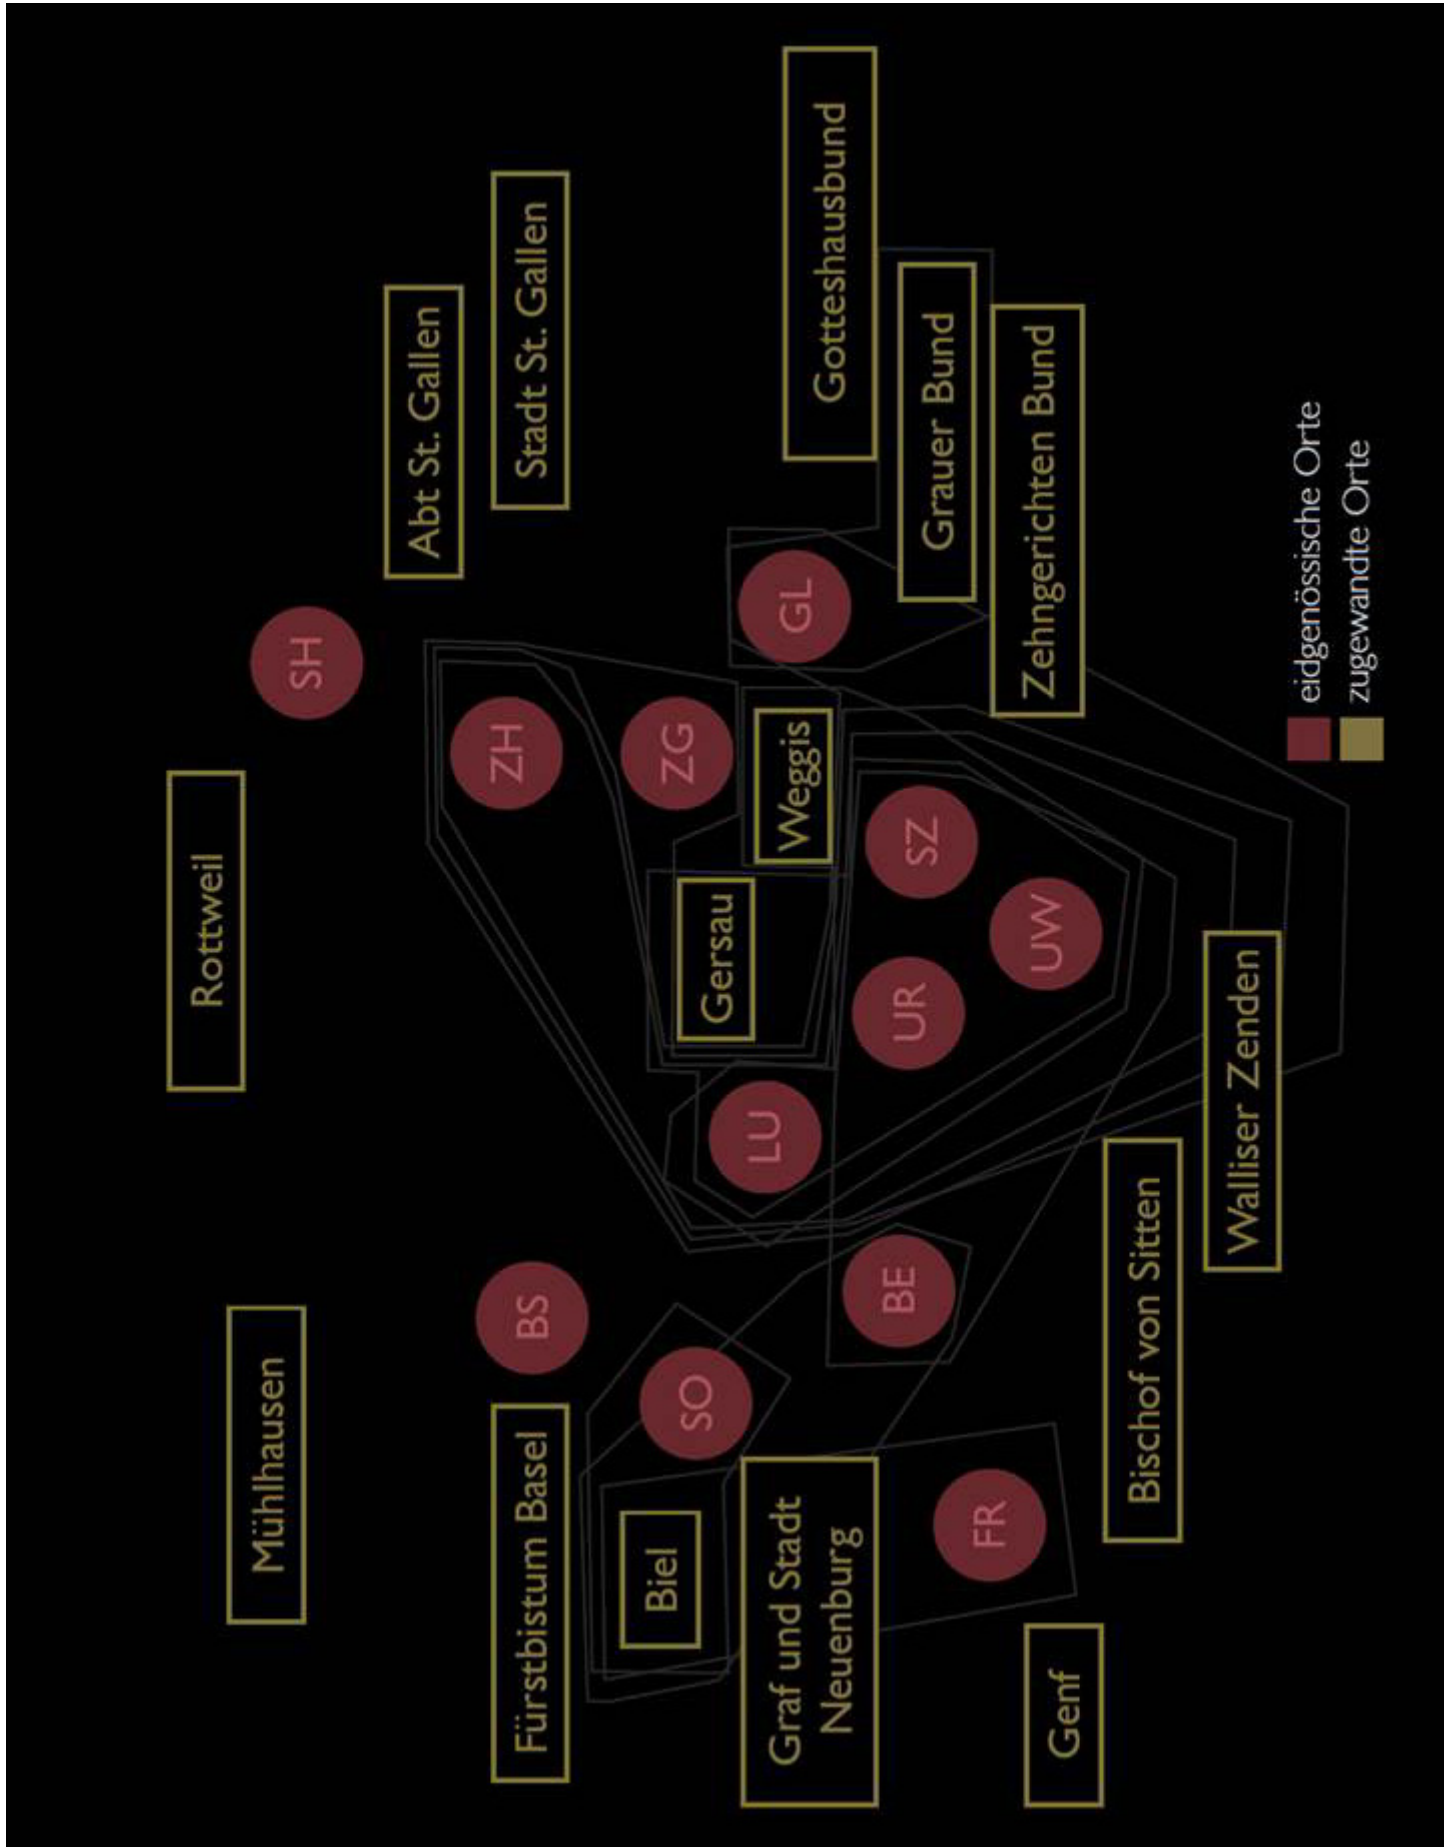 Rottweil
Mühlhausen
SH
Abt St. Gallen
Stadt St. Gallen
BS
ZH
Fürstbistum Basel
Biel
SO
Gersau
ZG
LU
Weggis
GL
Gotteshausbund
Graf und Stadt
Neuenburg
BE
UR
SZ
Grauer Bund
FR
UW
Zehngerichten Bund
Genf
Bischof von Sitten
Walliser Zenden
eidgenössische Orte
zugewandte Orte